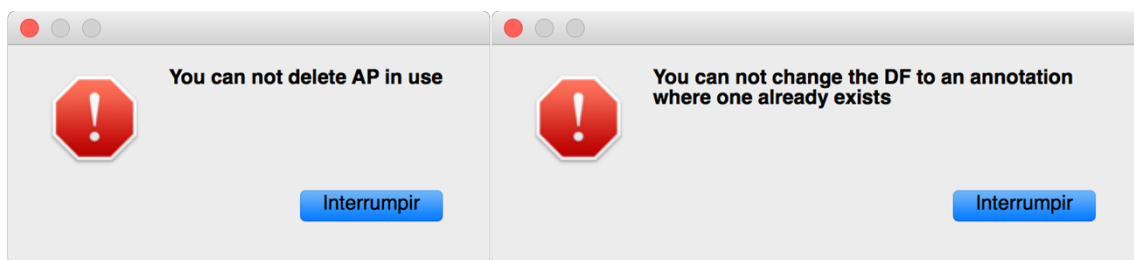 You can not delete AP in use
Interrumpir
You can not change the DF to an annotation
where one already exists
Interrumpir